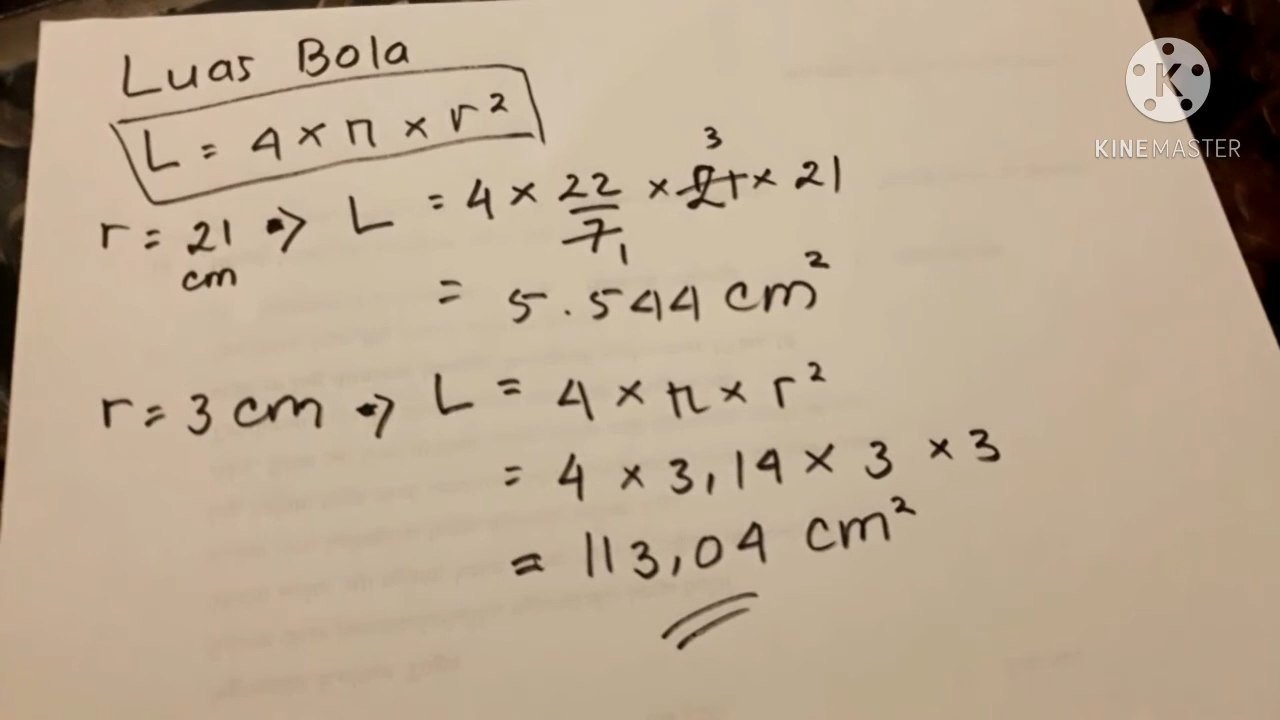 Luas Bola
L = 4 × π × r²
r = 21 cm → L = 4 × 22/7 × 21 × 21
3
1
= 5.544 cm²
r = 3 cm → L = 4 × π × r²
= 4 × 3,14 × 3 × 3
= 113,04 cm²
K
KINEMASTER